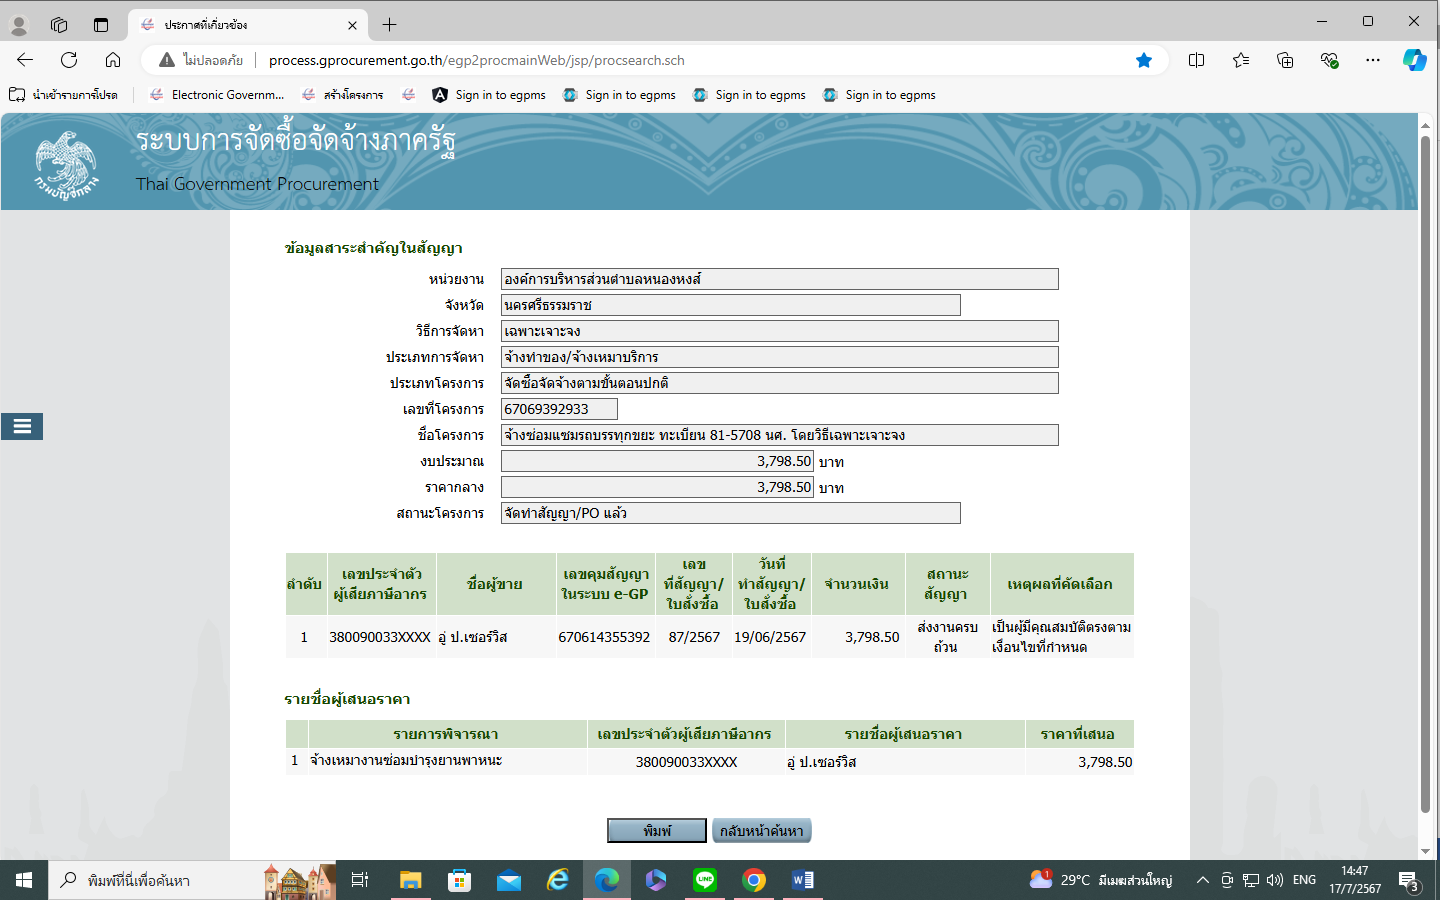 ประกาศที่เกี่ยวข้อง
ไม่ปลอดภัย
process.gprocurement.go.th/egp2procmainWeb/jsp/procsearch.sch
นำเข้ารายการโปรด
Electronic Governm...
สร้างโครงการ
Sign in to egpms
Sign in to egpms
Sign in to egpms
Sign in to egpms
ระบบการจัดซื้อจัดจ้างภาครัฐ
Thai Government Procurement
กรมบัญชีกลาง
ข้อมูลสาระสำคัญในสัญญา
หน่วยงาน องค์การบริหารส่วนตำบลหนองหงส์
จังหวัด นครศรีธรรมราช
วิธีการจัดหา เฉพาะเจาะจง
ประเภทการจัดหา จ้างทำของ/จ้างเหมาบริการ
ประเภทโครงการ จัดซื้อจัดจ้างตามขั้นตอนปกติ
เลขที่โครงการ 67069392933
ชื่อโครงการ จ้างซ่อมแซมรถบรรทุกขยะ ทะเบียน 81-5708 นศ. โดยวิธีเฉพาะเจาะจง
งบประมาณ 3,798.50 บาท
ราคากลาง 3,798.50 บาท
สถานะโครงการ จัดทำสัญญา/PO แล้ว
ลำดับ
เลขประจำตัว
ผู้เสียภาษีอากร
ชื่อผู้ขาย
เลขคุมสัญญา
ในระบบ e-GP
เลข
ที่สัญญา/
ใบสั่งซื้อ
วันที่
ทำสัญญา/
ใบสั่งซื้อ
จำนวนเงิน
สถานะ
สัญญา
เหตุผลที่คัดเลือก
1 380090033XXXX อู่ ป.เซอร์วิส 670614355392 87/2567 19/06/2567 3,798.50
ส่งงานครบ
ถ้วน
เป็นผู้มีคุณสมบัติตรงตาม
เงื่อนไขที่กำหนด
รายชื่อผู้เสนอราคา
รายการพิจารณา เลขประจำตัวผู้เสียภาษีอากร รายชื่อผู้เสนอราคา ราคาที่เสนอ
1 จ้างเหมางานซ่อมบำรุงยานพาหนะ 380090033XXXX อู่ ป.เซอร์วิส 3,798.50
พิมพ์ กลับหน้าค้นหา
พิมพ์ที่นี่เพื่อค้นหา
1
29°C มีเมฆส่วนใหญ่
ENG
14:47
17/7/2567
3